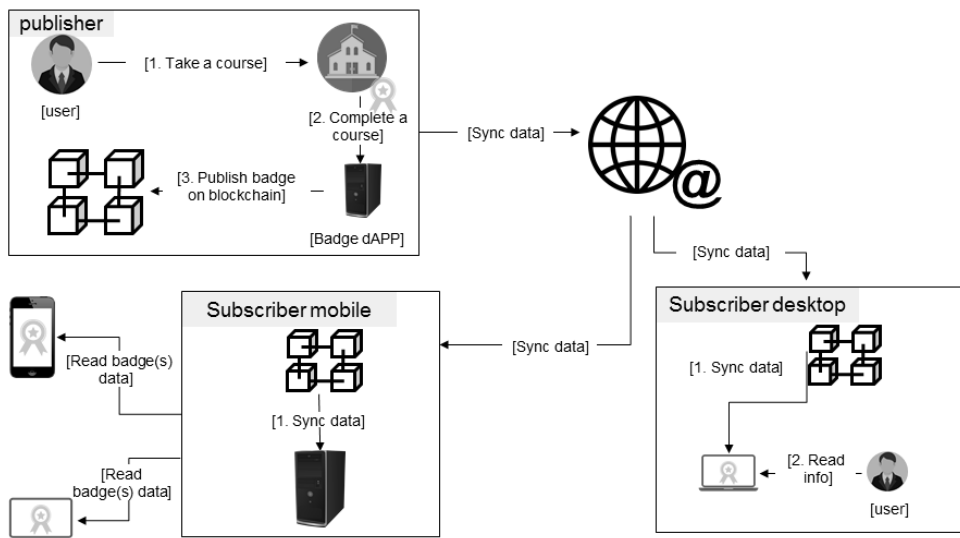 publisher
[1. Take a course]
[user]
[2. Complete a
course]
[Sync data]
@
[3. Publish badge
on blockchain]
[Badge dAPP]
[Sync data]
Subscriber mobile
Subscriber desktop
[Read badge(s)
data]
[Sync data]
[1. Sync data]
[1. Sync data]
[Read
badge(s) data]
[2. Read
info]
[user]